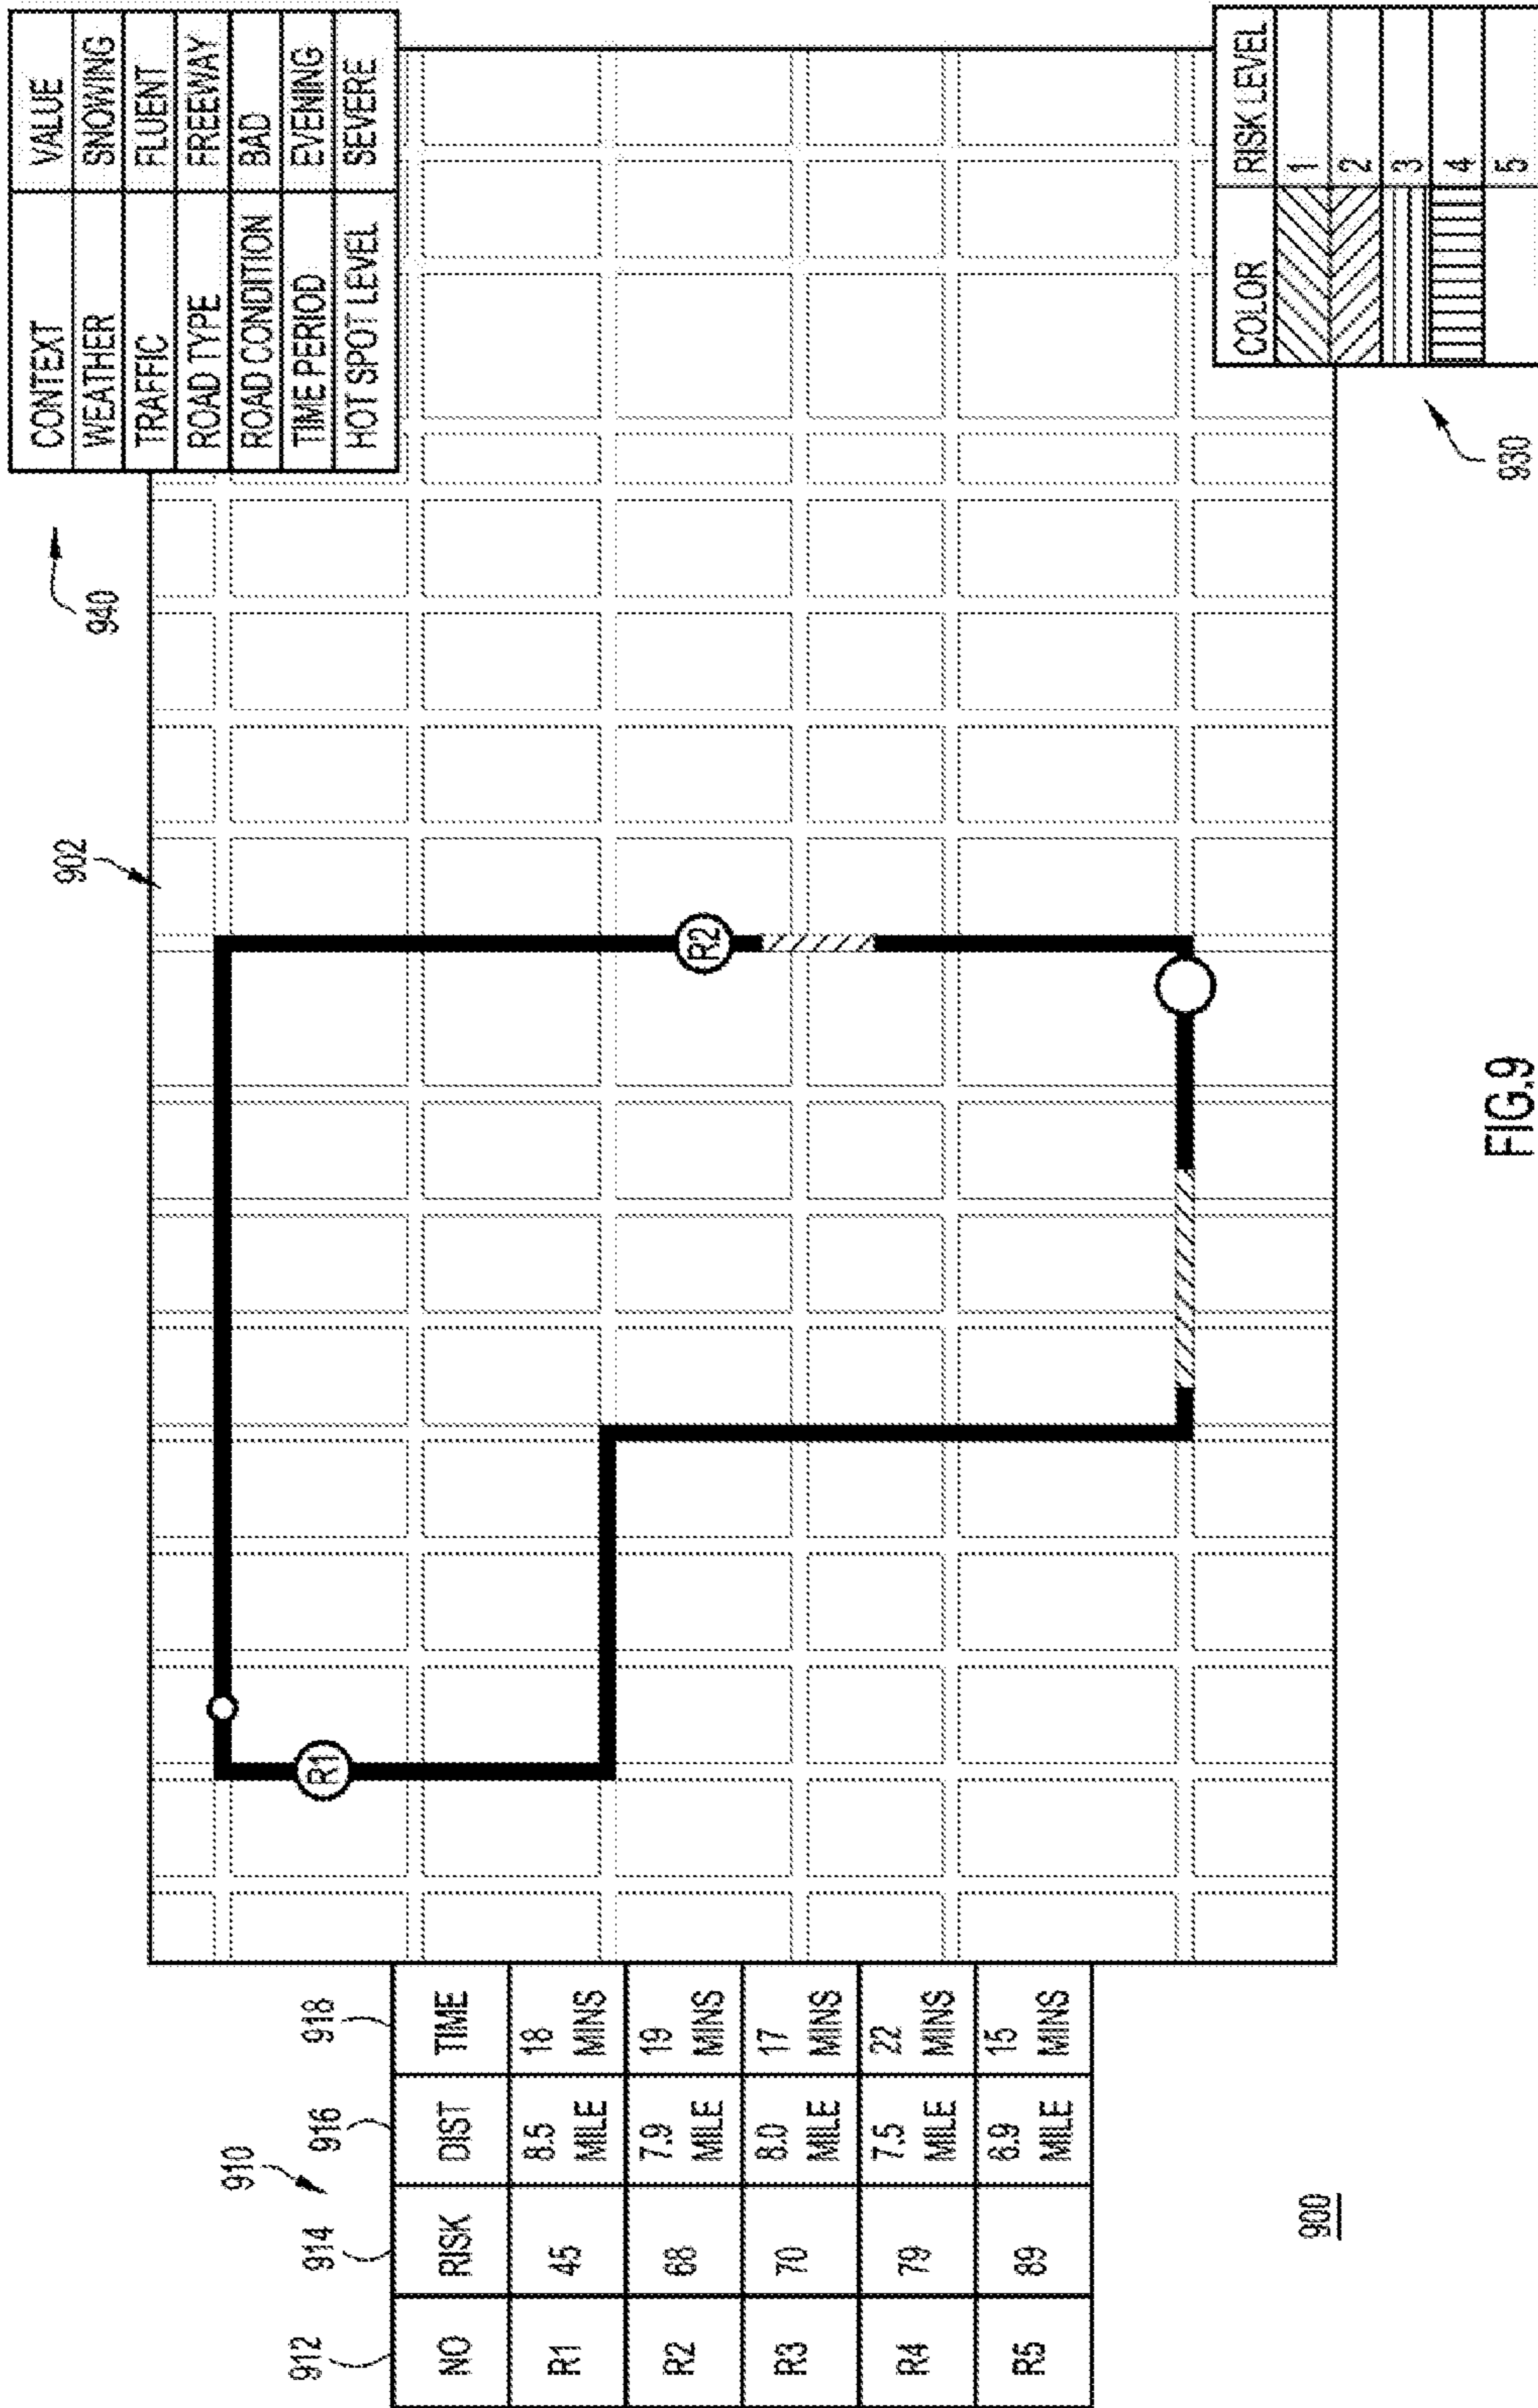 CONTEXT VALUE
WEATHER SNOWING
TRAFFIC FLUENT
ROAD TYPE FREEWAY
ROAD CONDITION BAD
TIME PERIOD EVENING
HOT SPOT LEVEL SEVERE
940
902
910
912 914 916 918
NO RISK DIST TIME
R1 45 8.5 MILE 18 MINS
R2 68 7.9 MILE 19 MINS
R3 70 8.0 MILE 17 MINS
R4 79 7.5 MILE 22 MINS
R5 89 6.9 MILE 15 MINS
R1
R2
COLOR RISK LEVEL
1
2
3
4
5
930
900
FIG.9